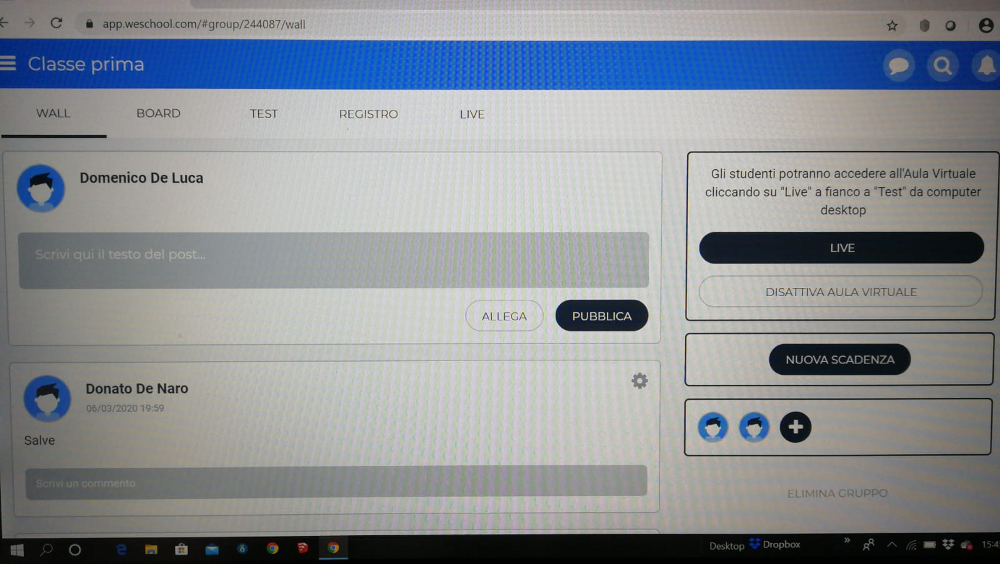 app.weschool.com/#group/244087/wall
Classe prima
WALL
BOARD
TEST
REGISTRO
LIVE
Domenico De Luca
Scrivi qui il testo del post...
ALLEGA
PUBBLICA
Donato De Naro
06/03/2020 19:59
Salve
Scrivi un commento
Gli studenti potranno accedere all'Aula Virtuale
cliccando su "Live" a fianco a "Test" da computer
desktop
LIVE
DISATTIVA AULA VIRTUALE
NUOVA SCADENZA
ELIMINA GRUPPO
Desktop
Dropbox